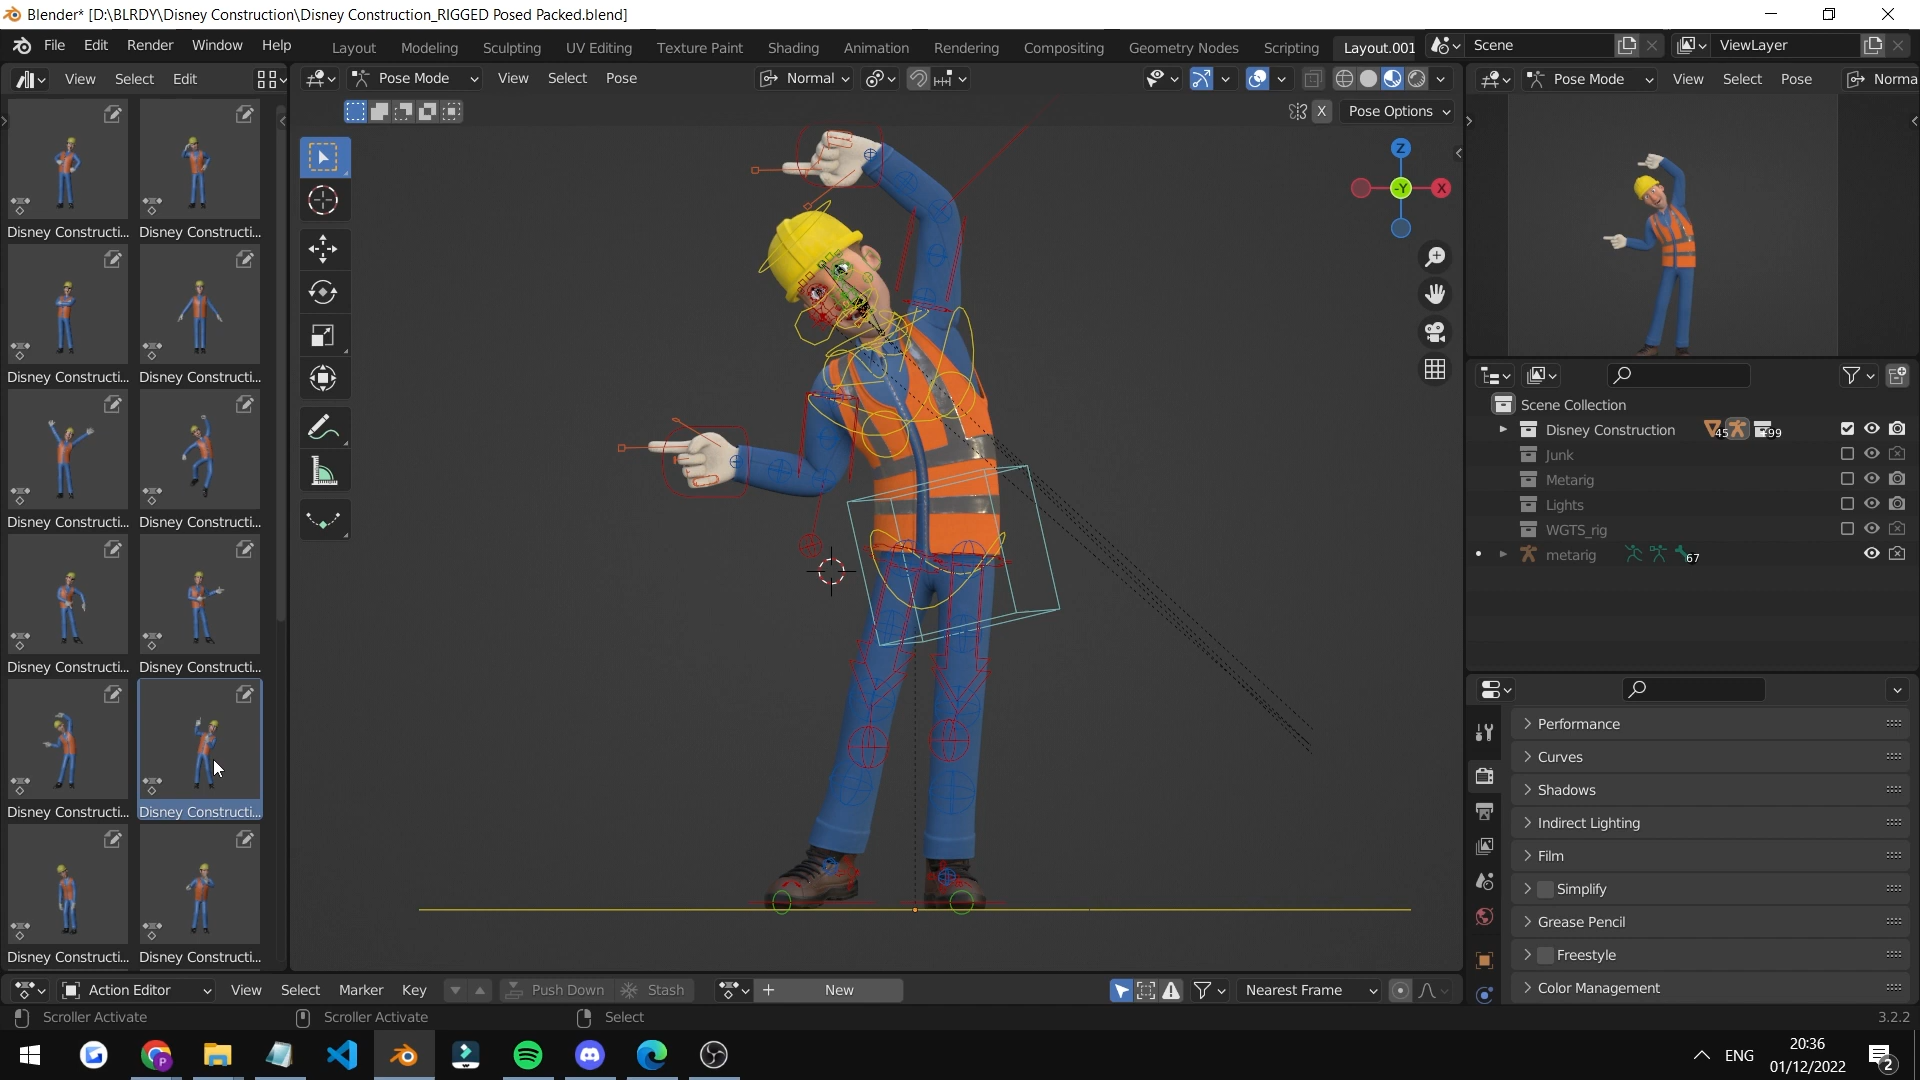 Blender* [D:\BLRDY\Disney Construction\Disney Construction_RIGGED Posed Packed.blend]
File Edit Render Window Help
Layout Modeling Sculpting UV Editing Texture Paint Shading Animation Rendering Compositing Geometry Nodes Scripting Layout.001
Scene
ViewLayer
View Select Edit
Pose Mode View Select Pose
Normal
Pose Mode View Select Pose Norma
X Pose Options
Z
-Y X
Disney Constructi... Disney Constructi...
Disney Constructi... Disney Constructi...
Disney Constructi... Disney Constructi...
Disney Constructi... Disney Constructi...
Disney Constructi... Disney Constructi...
Disney Constructi... Disney Constructi...
Scene Collection
Disney Construction 45 99
Junk
Metarig
Lights
WGTS_rig
metarig 67
Performance
Curves
Shadows
Indirect Lighting
Film
Simplify
Grease Pencil
Freestyle
Color Management
Action Editor View Select Marker Key Push Down Stash New Nearest Frame
Scroller Activate Scroller Activate Select 3.2.2
P
ENG
20:36
01/12/2022
2